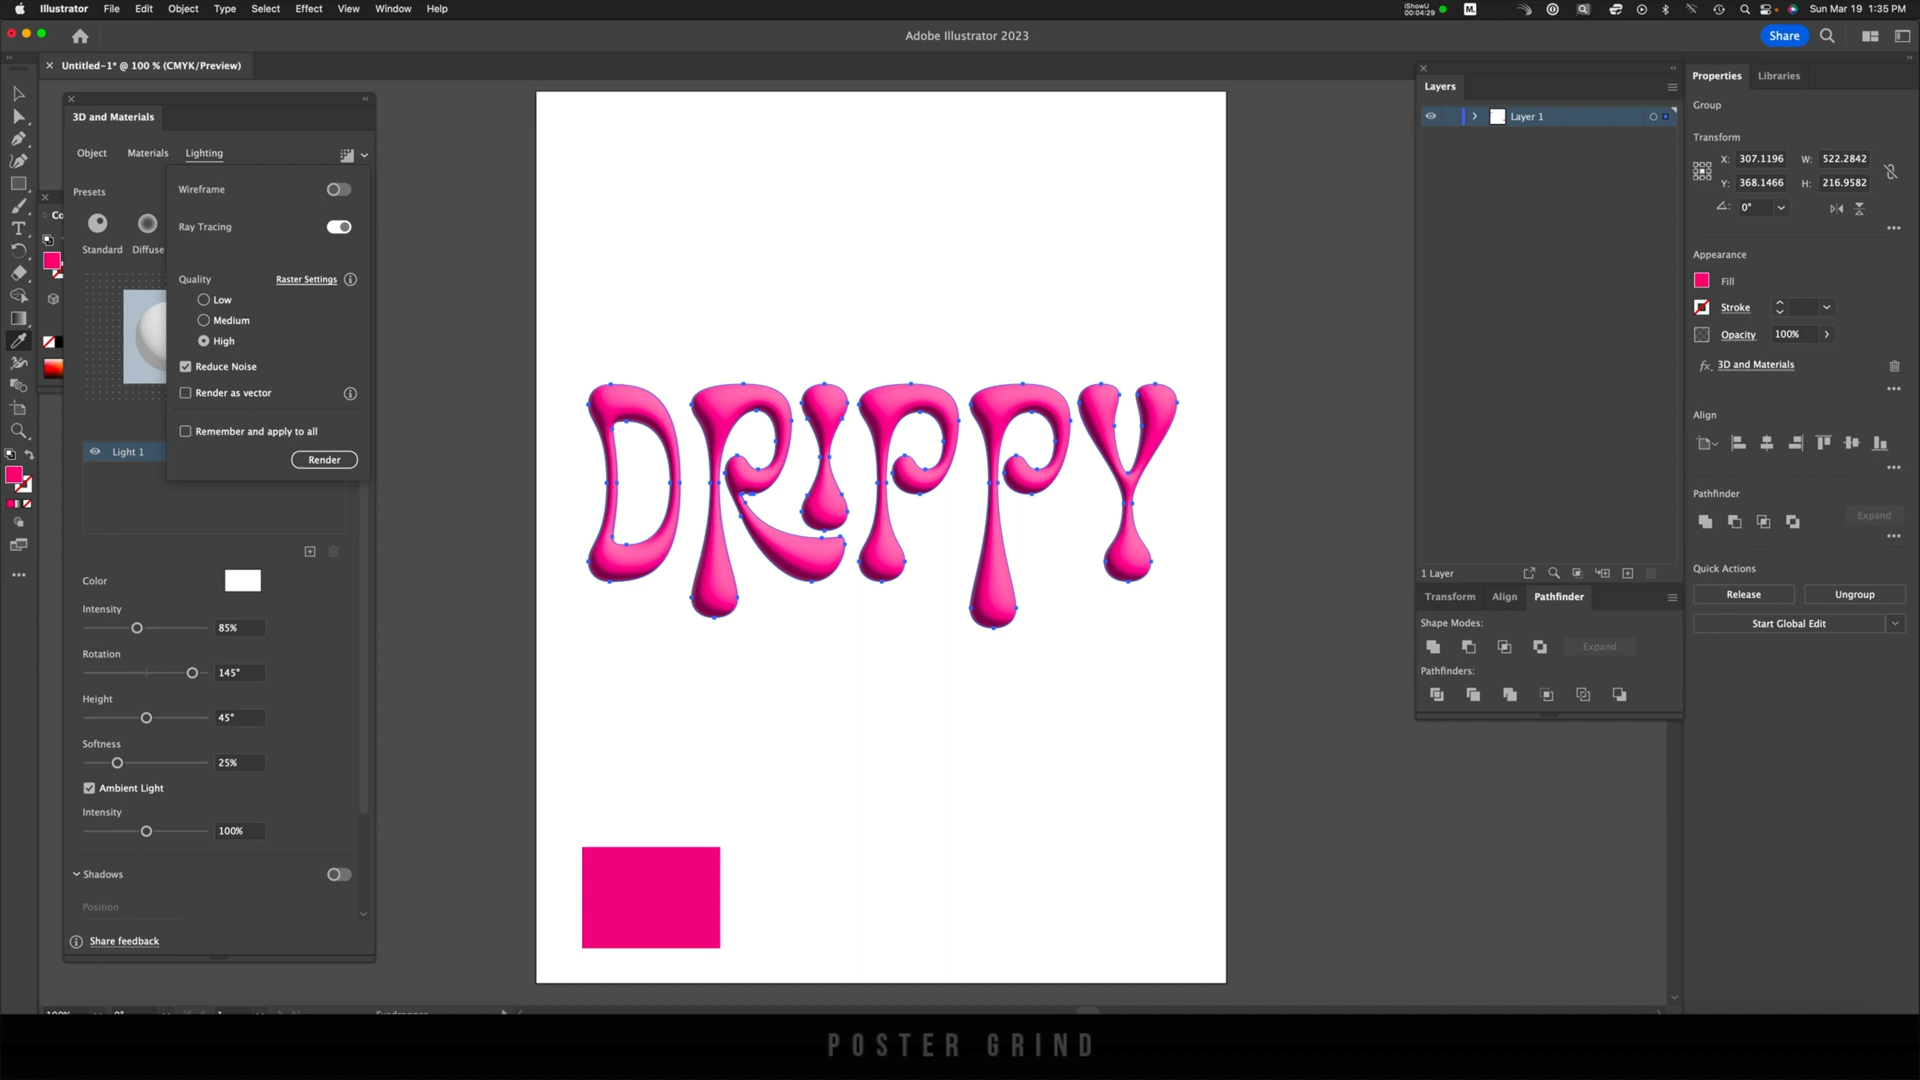 Illustrator File Edit Object Type Select Effect View Window Help
iShowU
00:04:29
M.
Sun Mar 19 1:35 PM
Adobe Illustrator 2023
Share
Untitled-1* @ 100 % (CMYK/Preview)
3D and Materials
Object Materials Lighting
Presets
Standard Diffuse
Co
Wireframe
Ray Tracing
Quality Raster Settings
Low
Medium
High
Reduce Noise
Render as vector
Remember and apply to all
Render
Light 1
Color
Intensity
85%
Rotation
145°
Height
45°
Softness
25%
Ambient Light
Intensity
100%
Shadows
Position
Share feedback
DRIPPY
Layers
Layer 1
1 Layer
Transform Align Pathfinder
Shape Modes:
Expand
Pathfinders:
Properties Libraries
Group
Transform
X: 307.1196 W: 522.2842
Y: 368.1466 H: 216.9582
0°
Appearance
Fill
Stroke
Opacity 100%
fx 3D and Materials
Align
Pathfinder
Expand
Quick Actions
Release Ungroup
Start Global Edit
POSTER GRIND